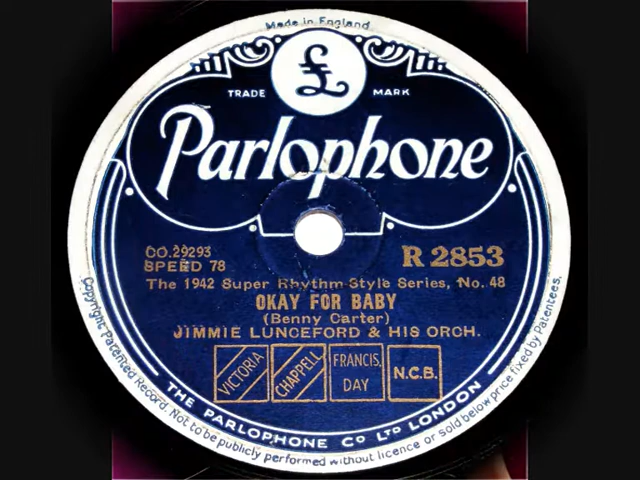 Made in England
£
TRADE MARK
Parlophone
CO.29293
SPEED 78
R 2853
The 1942 Super Rhythm-Style Series, No. 48
OKAY FOR BABY
(Benny Carter)
JIMMIE LUNCEFORD & HIS ORCH.
VICTORIA
CHAPPELL
FRANCIS, DAY
N.C.B.
THE PARLOPHONE CO LTD LONDON
Copyright Patented Record. Not to be publicly performed without licence or sold below price fixed by Patentees.